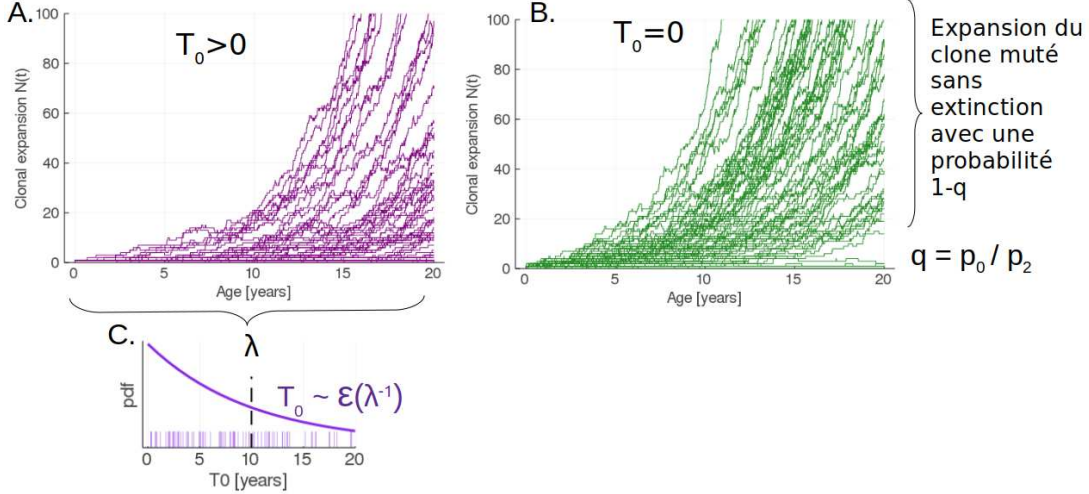 A.
T0>0
Clonal expansion N(t)
100
80
60
40
20
0
0
5
10
15
20
Age [years]
B.
T0=0
Clonal expansion N(t)
100
80
60
40
20
0
0
5
10
15
20
Age [years]
Expansion du
clone muté
sans
extinction
avec une
probabilité
1-q
q = p0 / p2
C.
λ
T0 ~ Ɛ(λ-1)
pdf
0
5
10
15
20
T0 [years]